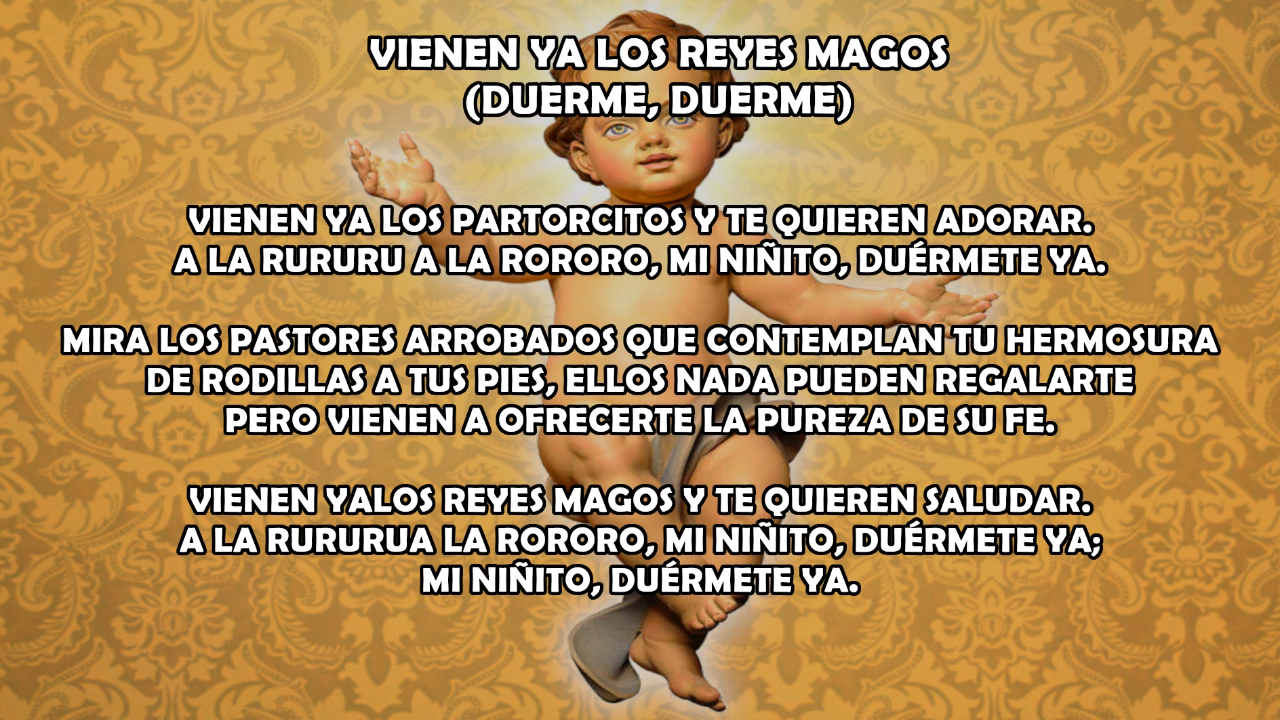 VIENEN YA LOS REYES MAGOS
(DUERME, DUERME)
VIENEN YA LOS PARTORCITOS Y TE QUIEREN ADORAR.
A LA RURURU A LA RORORO, MI NIÑITO, DUÉRMETE YA.
MIRA LOS PASTORES ARROBADOS QUE CONTEMPLAN TU HERMOSURA
DE RODILLAS A TUS PIES, ELLOS NADA PUEDEN REGALARTE
PERO VIENEN A OFRECERTE LA PUREZA DE SU FE.
VIENEN YALOS REYES MAGOS Y TE QUIEREN SALUDAR.
A LA RURURUA LA RORORO, MI NIÑITO, DUÉRMETE YA;
MI NIÑITO, DUÉRMETE YA.